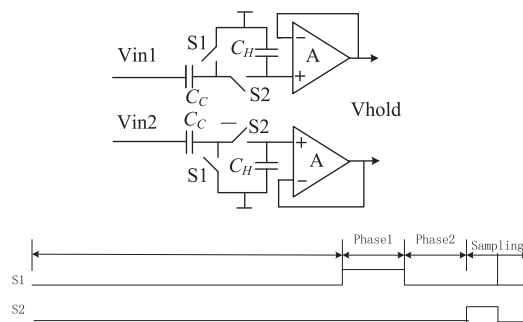 S1
Vin1
C_H
−
A
+
C_C
S2
Vhold
C_C
Vin2
—
S2
+
A
−
S1
C_H
Phase1
Phase2
Sampling
S1
S2